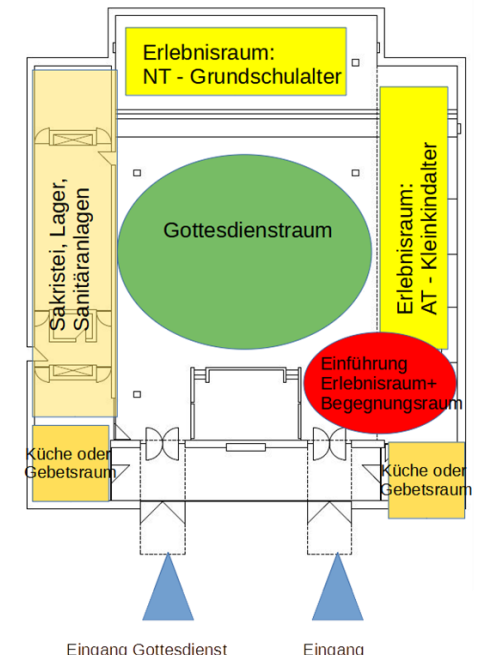 Erlebnisraum:
NT - Grundschulalter
Sakristei, Lager,
Sanitäranlagen
Gottesdienstraum
Erlebnisraum:
AT - Kleinkindalter
Einführung
Erlebnisraum+
Begegnungsraum
Küche oder
Gebetsraum
Küche oder
Gebetsraum
Eingang Gottesdienst
Eingang